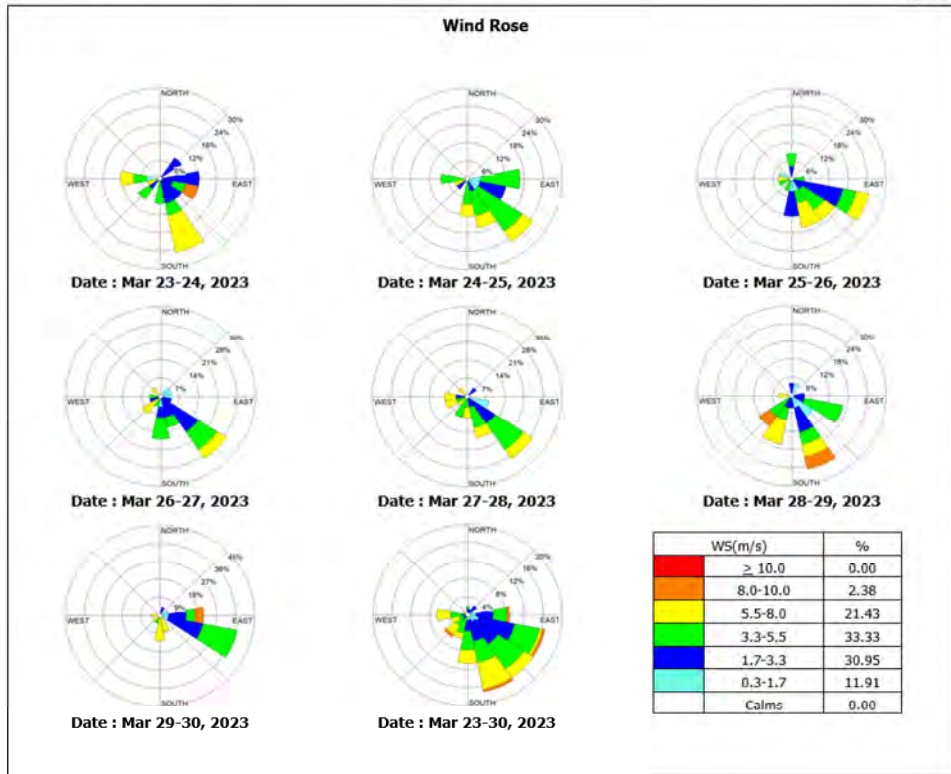 Wind Rose
NORTH
30%
24%
18%
12%
6%
WEST
EAST
SOUTH
Date : Mar 23-24, 2023
NORTH
30%
24%
18%
12%
6%
WEST
EAST
SOUTH
Date : Mar 24-25, 2023
NORTH
30%
24%
18%
12%
6%
WEST
EAST
SOUTH
Date : Mar 25-26, 2023
NORTH
35%
28%
21%
14%
7%
WEST
EAST
SOUTH
Date : Mar 26-27, 2023
NORTH
35%
28%
21%
14%
7%
WEST
EAST
SOUTH
Date : Mar 27-28, 2023
NORTH
30%
24%
18%
12%
6%
WEST
EAST
SOUTH
Date : Mar 28-29, 2023
NORTH
45%
36%
27%
18%
9%
WEST
EAST
SOUTH
Date : Mar 29-30, 2023
NORTH
20%
16%
12%
8%
4%
WEST
EAST
SOUTH
Date : Mar 23-30, 2023
WS(m/s) %
≥ 10.0 0.00
8.0-10.0 2.38
5.5-8.0 21.43
3.3-5.5 33.33
1.7-3.3 30.95
0.3-1.7 11.91
Calms 0.00